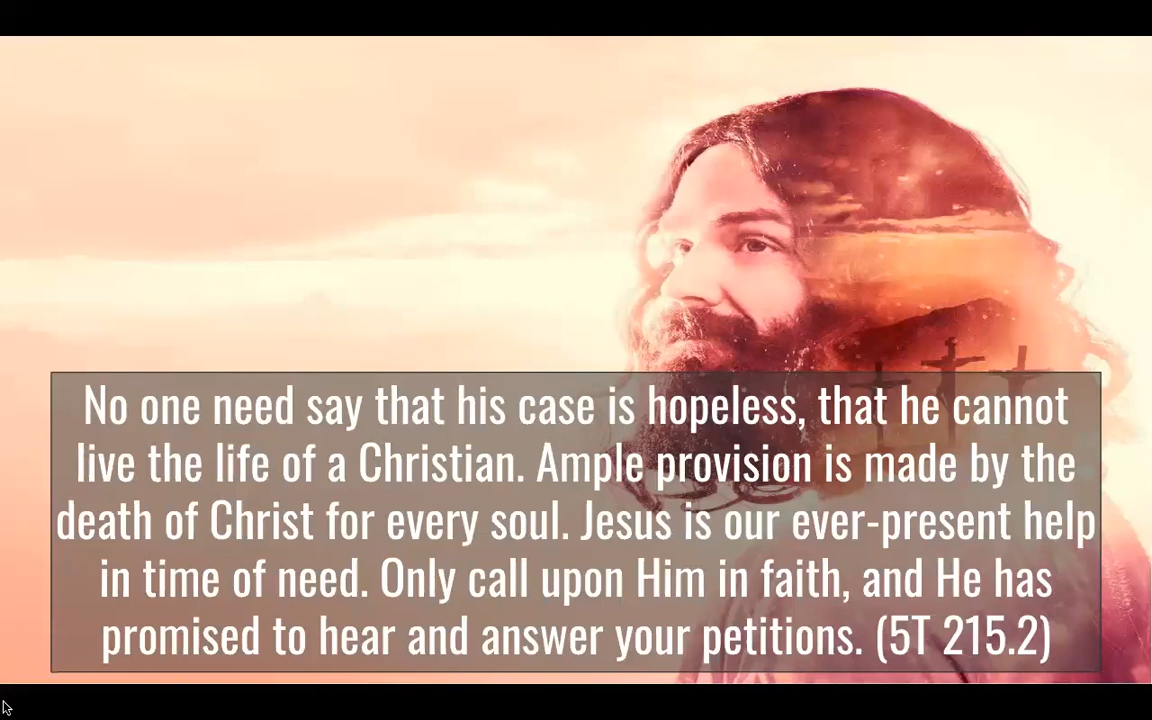 No one need say that his case is hopeless, that he cannot
live the life of a Christian. Ample provision is made by the
death of Christ for every soul. Jesus is our ever-present help
in time of need. Only call upon Him in faith, and He has
promised to hear and answer your petitions. (5T 215.2)